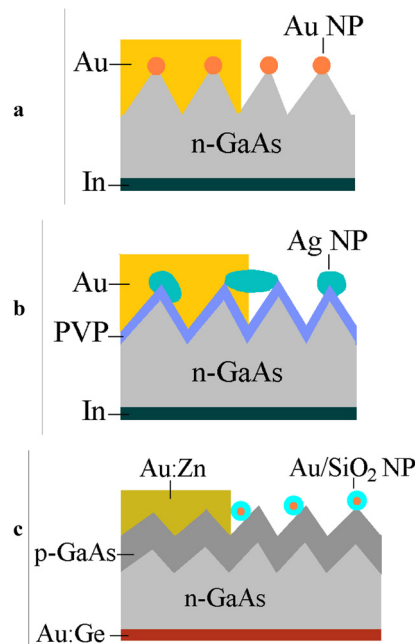 Au NP
Au
a
n-GaAs
In
Ag NP
Au
b
PVP
n-GaAs
In
Au:Zn
Au/SiO₂ NP
c
p-GaAs
n-GaAs
Au:Ge